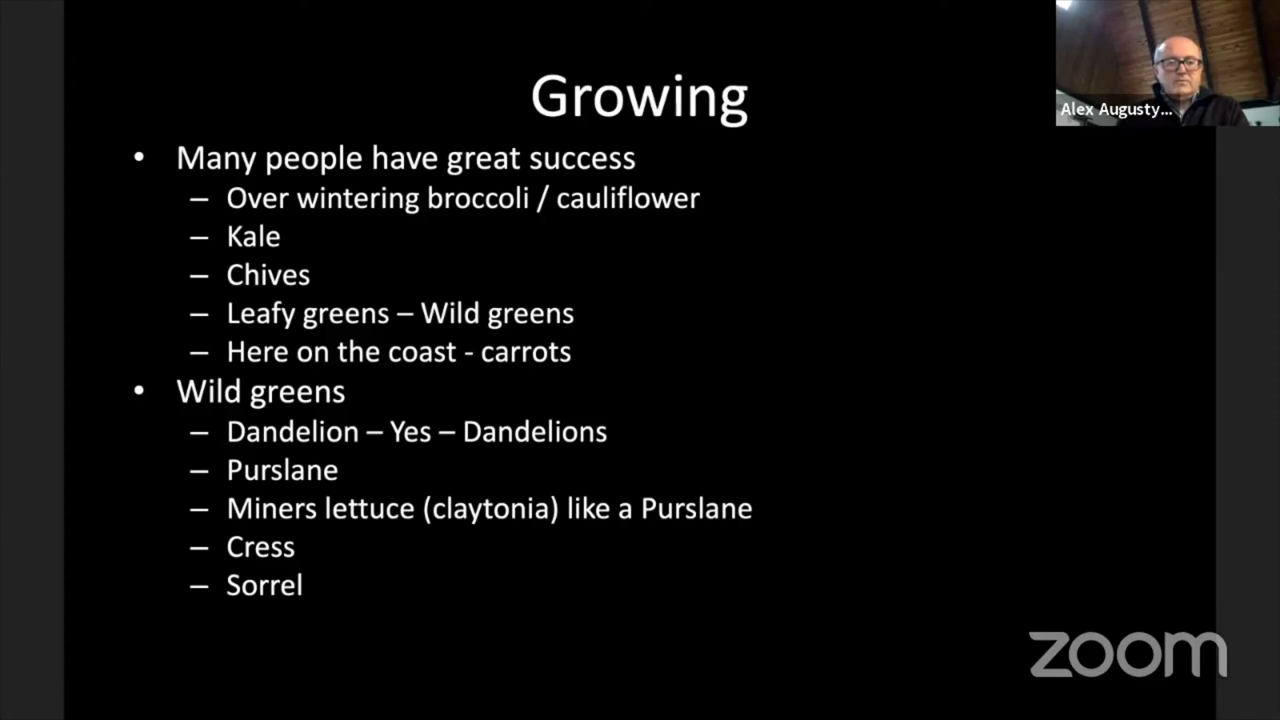 Growing
• Many people have great success
– Over wintering broccoli / cauliflower
– Kale
– Chives
– Leafy greens – Wild greens
– Here on the coast - carrots
• Wild greens
– Dandelion – Yes – Dandelions
– Purslane
– Miners lettuce (claytonia) like a Purslane
– Cress
– Sorrel
Alex Augusty...
zoom